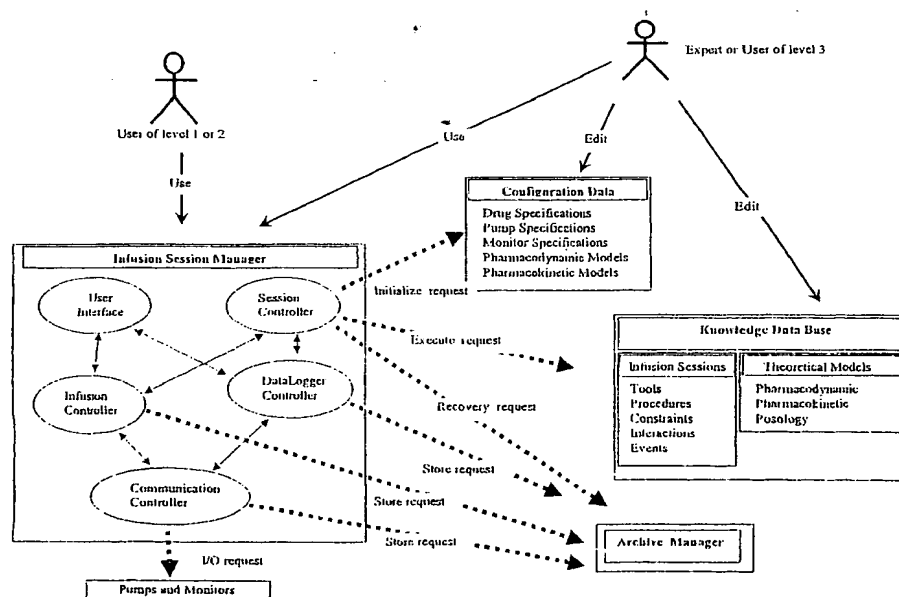 Expert or User of level 3
User of level 1 or 2
Use
Use
Edit
Edit
Configuration Data
Drug Specifications
Pump Specifications
Monitor Specifications
Pharmacodynamic Models
Pharmacokinetic Models
Infusion Session Manager
User
Interface
Session
Controller
Infusion
Controller
DataLogger
Controller
Communication
Controller
Initialize request
Execute request
Recovery request
Store request
Store request
Store request
I/O request
Knowledge Data Base
Infusion Sessions
Tools
Procedures
Constraints
Interactions
Events
Theoretical Models
Pharmacodynamic
Pharmacokinetic
Posology
Archive Manager
Pumps and Monitors